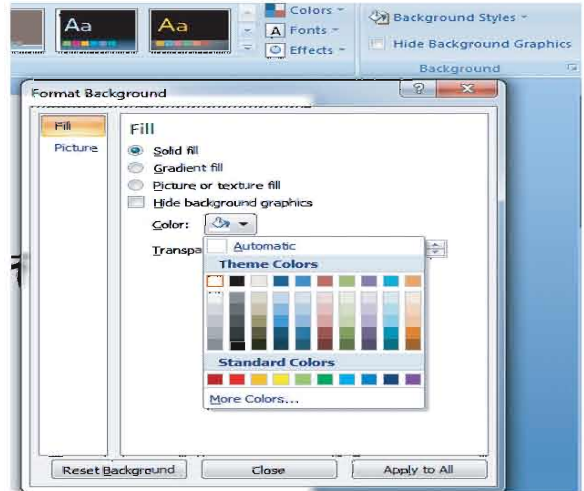 Aa Aa Colors Background Styles
A Fonts Hide Background Graphics
Effects
Background
Format Background
Fill
Picture
Fill
Solid fill
Gradient fill
Picture or texture fill
Hide background graphics
Color:
Transpa
Automatic
Theme Colors
Standard Colors
More Colors...
Reset Background Close Apply to All